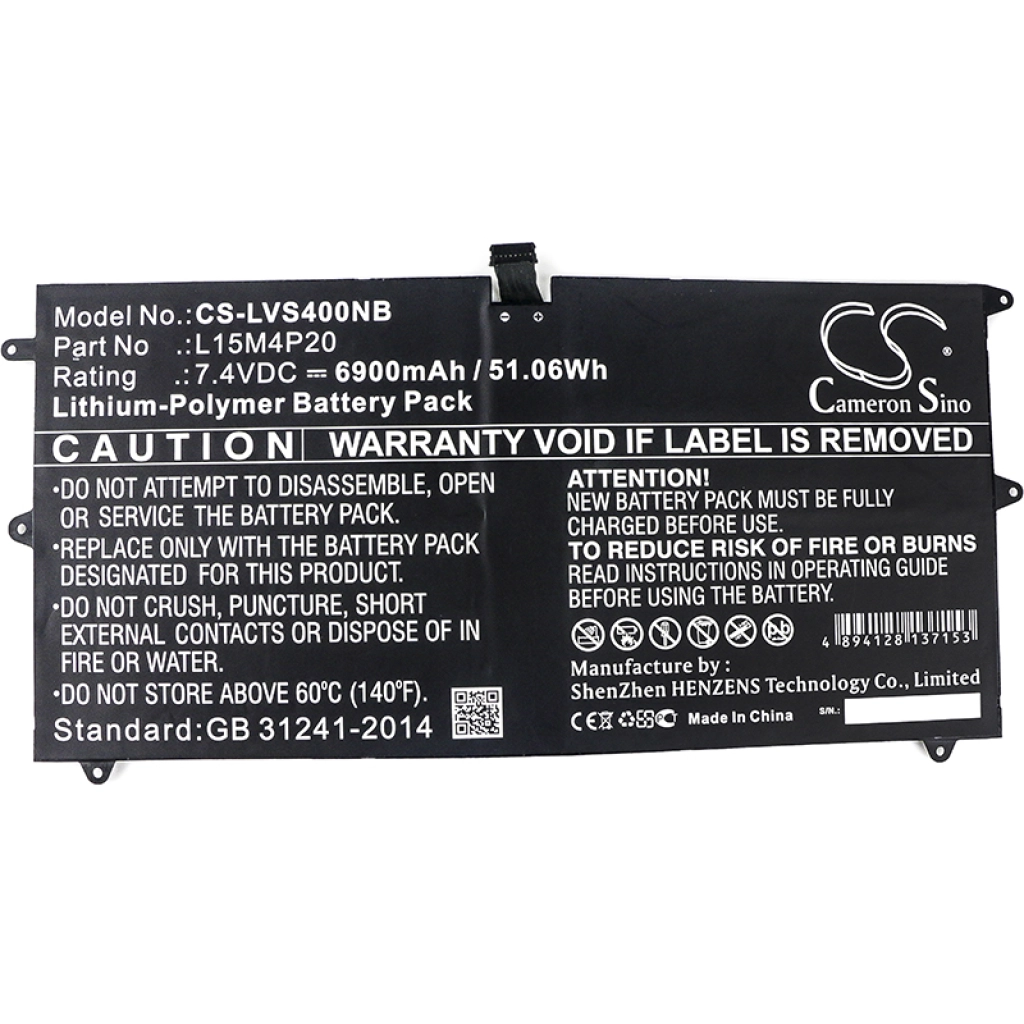 Model No.:CS-LVS400NB
Part No .:L15M4P20
Rating .:7.4VDC ⎓ 6900mAh / 51.06Wh
Lithium-Polymer Battery Pack
- +
CS
®
Cameron Sino
CAUTION WARRANTY VOID IF LABEL IS REMOVED
•DO NOT ATTEMPT TO DISASSEMBLE, OPEN
OR SERVICE THE BATTERY PACK.
•REPLACE ONLY WITH THE BATTERY PACK
DESIGNATED FOR THIS PRODUCT.
•DO NOT CRUSH, PUNCTURE, SHORT
EXTERNAL CONTACTS OR DISPOSE OF IN
FIRE OR WATER.
•DO NOT STORE ABOVE 60°C (140°F).
Standard:GB 31241-2014
ATTENTION!
NEW BATTERY PACK MUST BE FULLY
CHARGED BEFORE USE.
TO REDUCE RISK OF FIRE OR BURNS
READ INSTRUCTIONS IN OPERATING GUIDE
BEFORE USING THE BATTERY.
Pb
4 894128 137153
Manufacture by :
ShenZhen HENZENS Technology Co., Limited
CE Made In China
S/N.: